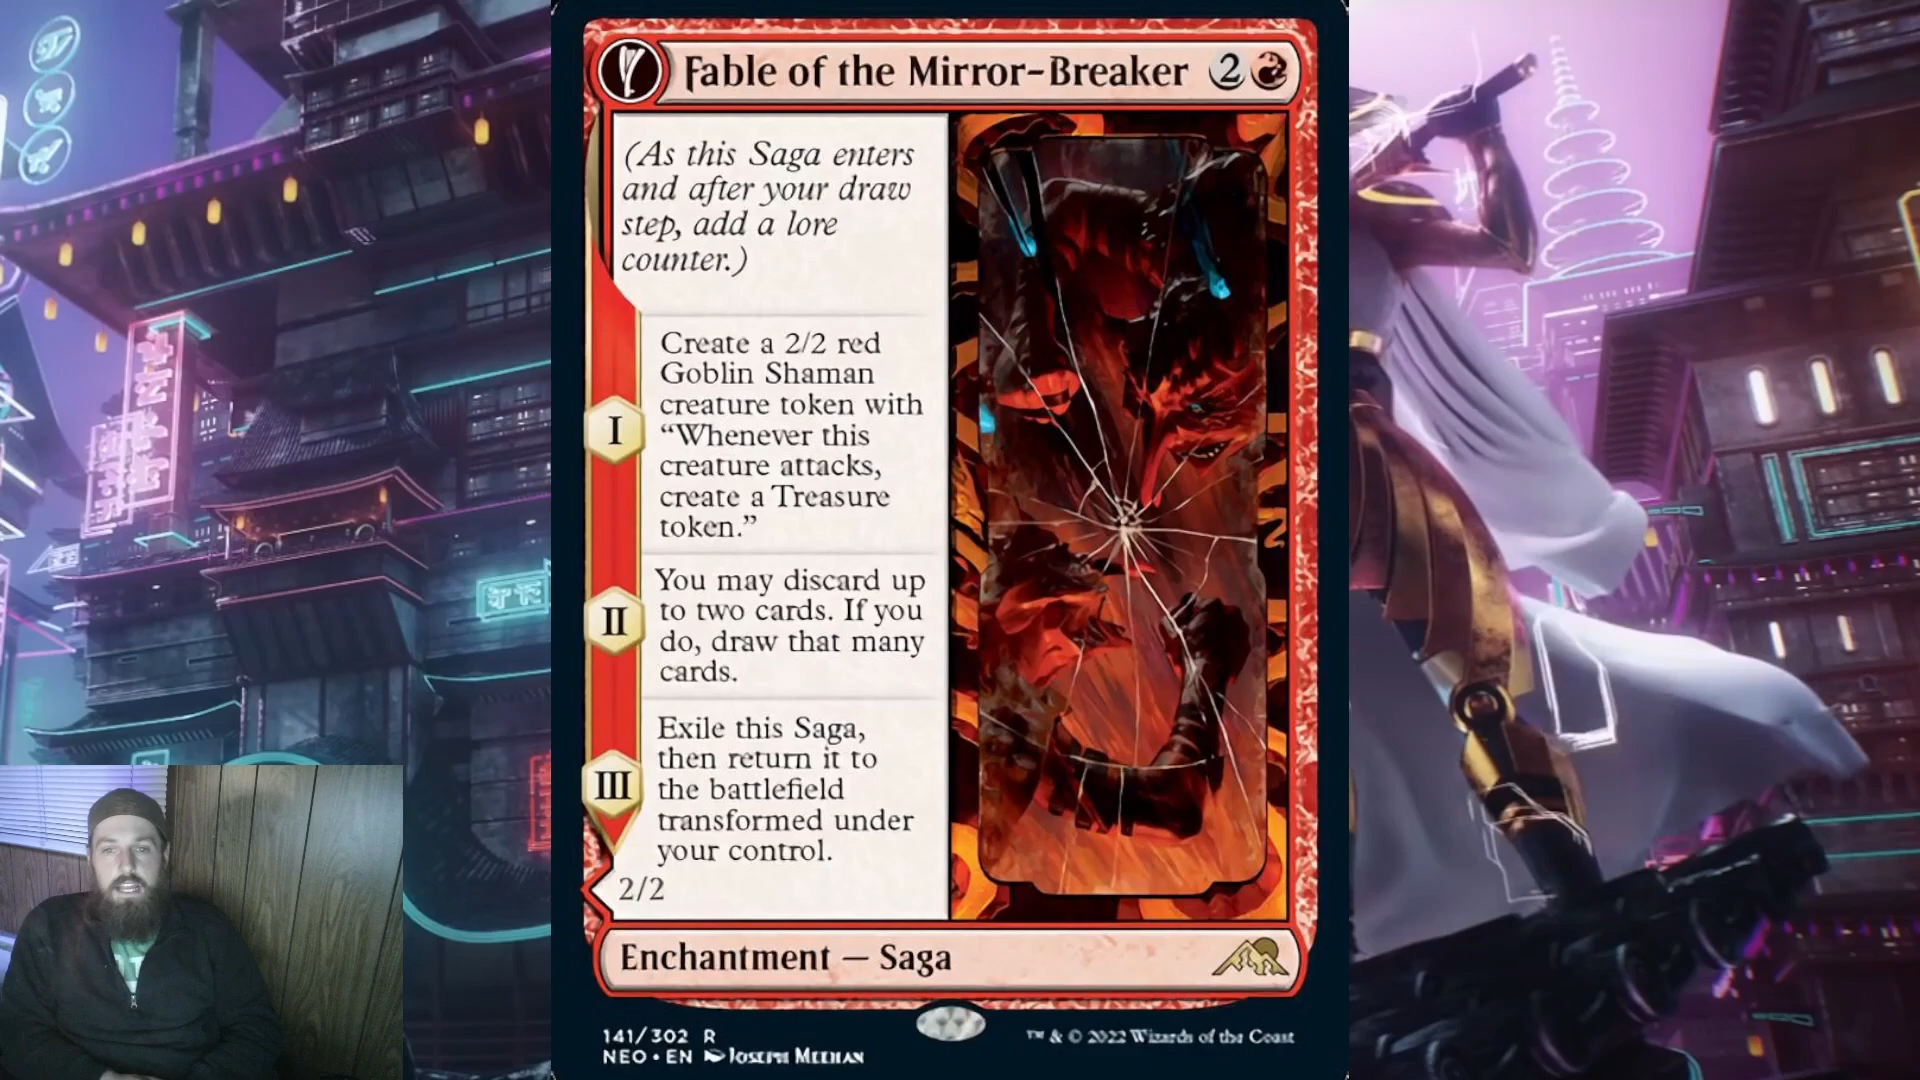 Fable of the Mirror-Breaker 2
(As this Saga enters
and after your draw
step, add a lore
counter.)
I
Create a 2/2 red
Goblin Shaman
creature token with
“Whenever this
creature attacks,
create a Treasure
token.”
II
You may discard up
to two cards. If you
do, draw that many
cards.
III
Exile this Saga,
then return it to
the battlefield
transformed under
your control.
2/2
Enchantment — Saga
141/302 R
NEO • EN Joseph Meehan
™ & © 2022 Wizards of the Coast